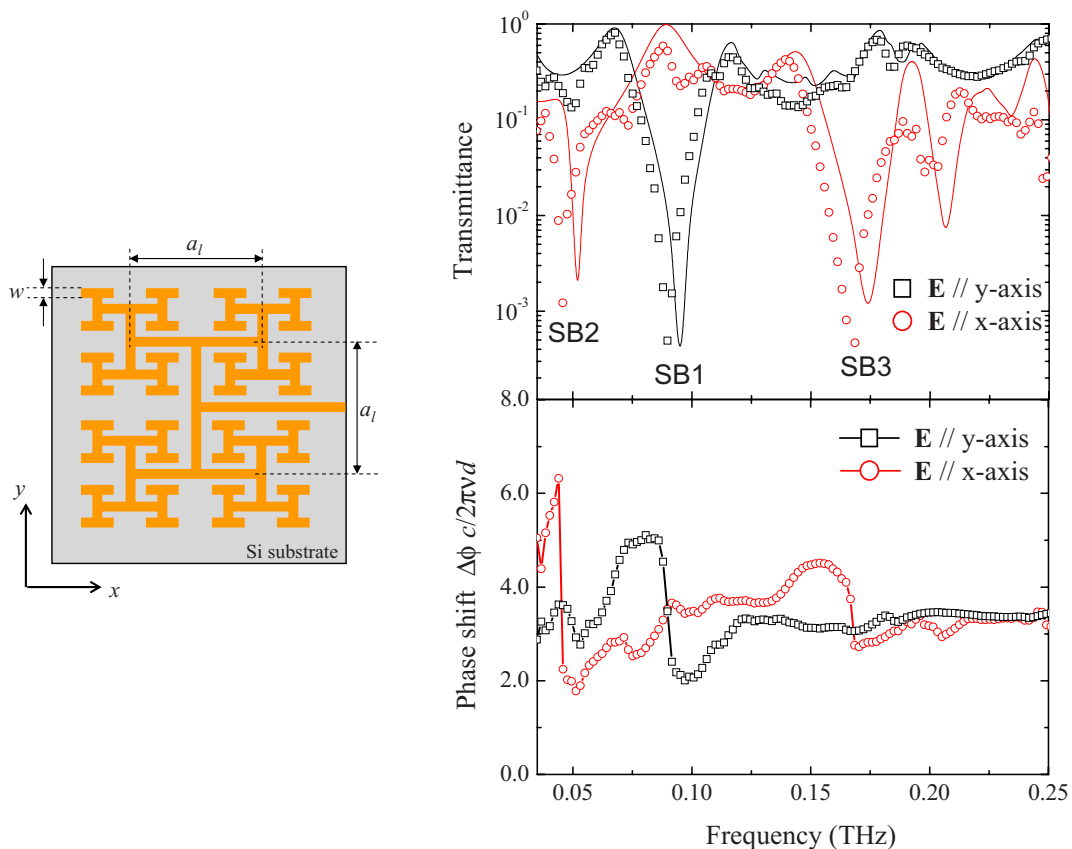 a_l
w
a_l
y
Si substrate
x
10^0
10^-1
10^-2
10^-3
Transmittance
E // y-axis
E // x-axis
SB2
SB1
SB3
8.0
6.0
4.0
2.0
0.0
Phase shift Δϕ c/2πνd
E // y-axis
E // x-axis
0.05
0.10
0.15
0.20
0.25
Frequency (THz)